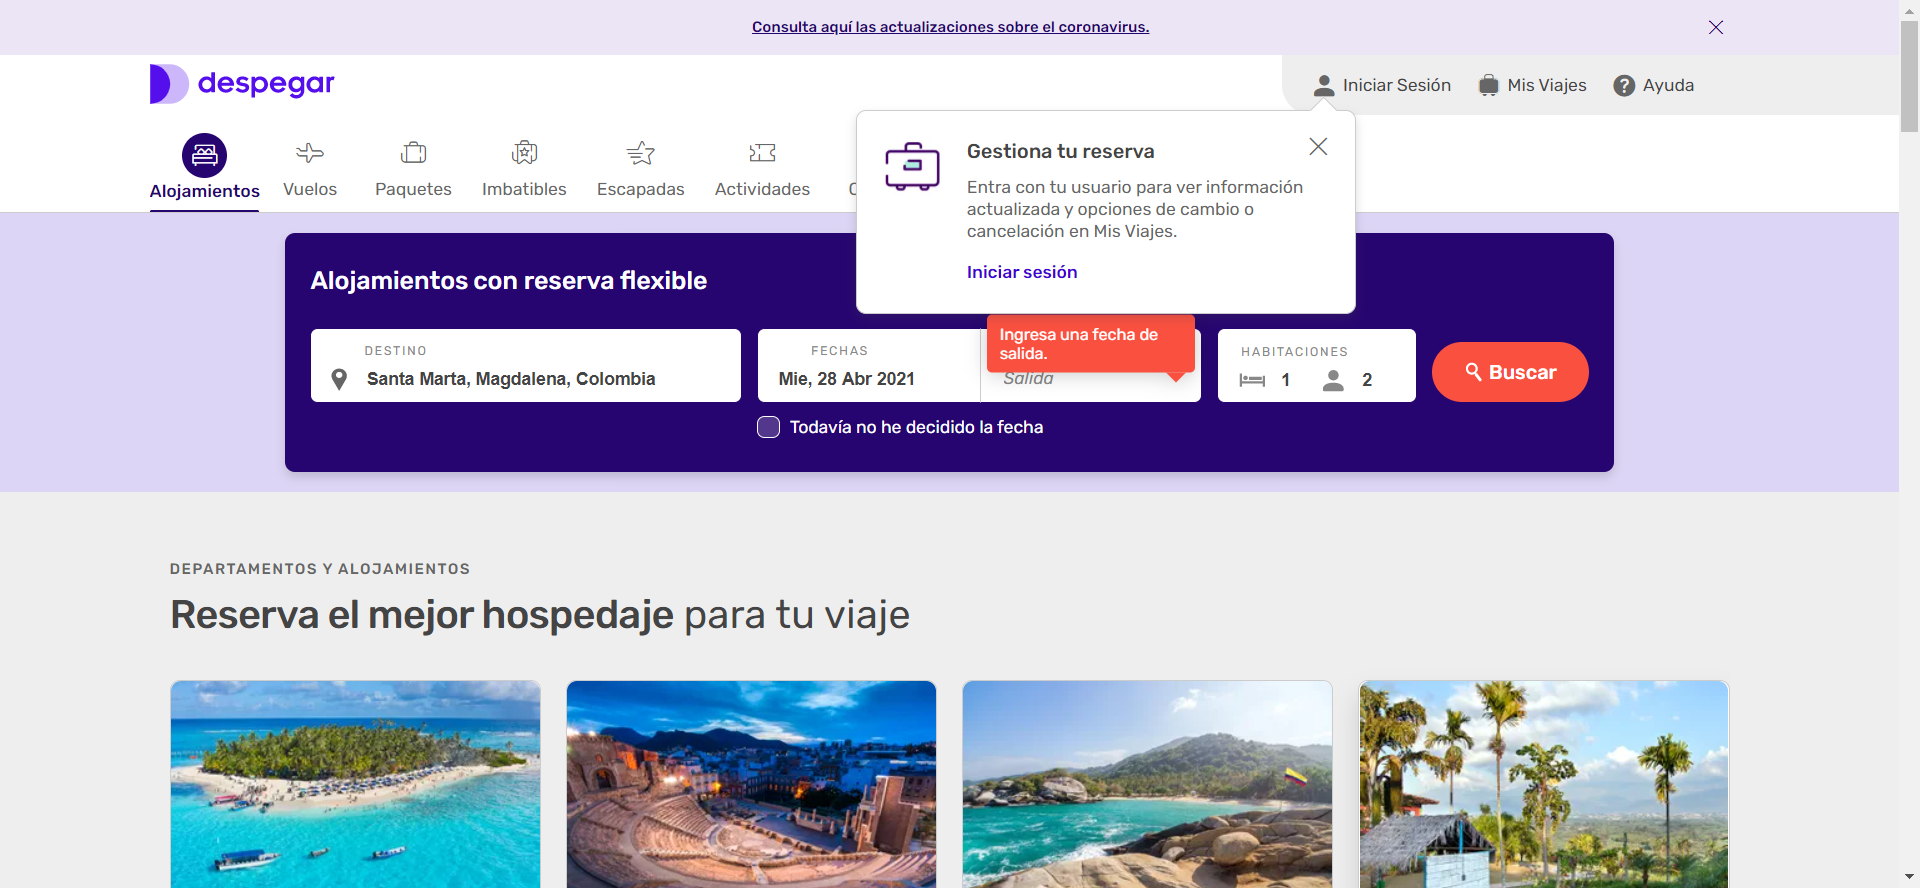 Consulta aquí las actualizaciones sobre el coronavirus.
despegar
Iniciar Sesión
Mis Viajes
? Ayuda
Alojamientos
Vuelos
Paquetes
Imbatibles
Escapadas
Actividades
Gestiona tu reserva
Entra con tu usuario para ver información
actualizada y opciones de cambio o
cancelación en Mis Viajes.
Iniciar sesión
Alojamientos con reserva flexible
DESTINO
Santa Marta, Magdalena, Colombia
FECHAS
Mie, 28 Abr 2021
Ingresa una fecha de
salida.
Salida
HABITACIONES
1 2
Buscar
Todavía no he decidido la fecha
DEPARTAMENTOS Y ALOJAMIENTOS
Reserva el mejor hospedaje para tu viaje